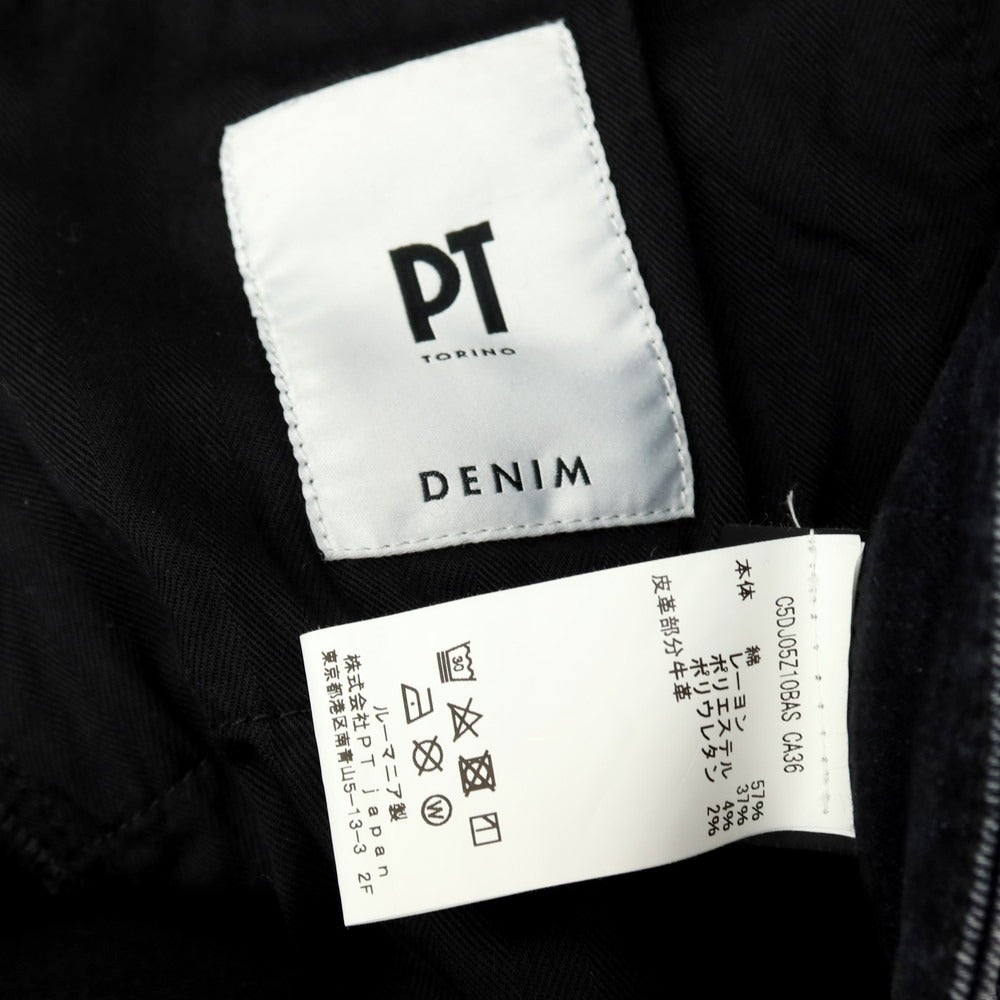 PT
TORINO
DENIM
C5DJ05Z10BAS CA36
本体 綿 57%
レーヨン 37%
ポリエステル 4%
ポリウレタン 2%
皮革部分牛革
30
W
ルーマニア製
株式会社PT japan
東京都港区南青山5-13-3 2F